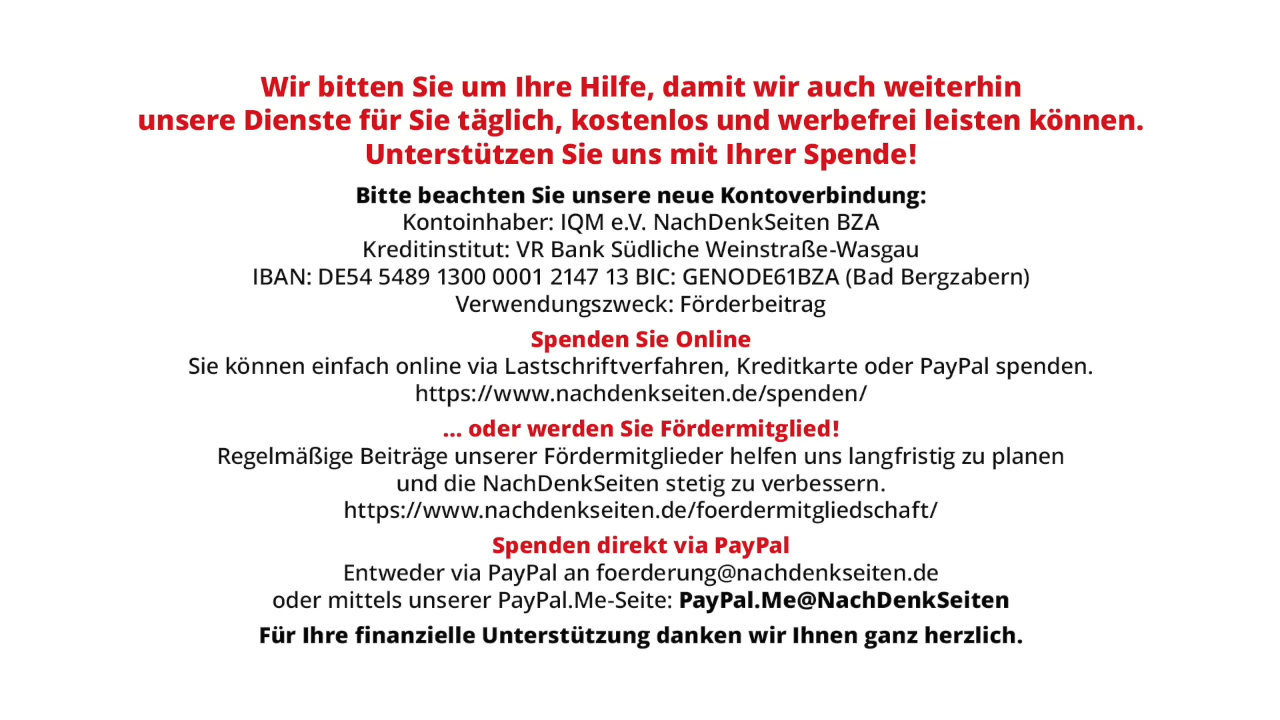 Wir bitten Sie um Ihre Hilfe, damit wir auch weiterhin
unsere Dienste für Sie täglich, kostenlos und werbefrei leisten können.
Unterstützen Sie uns mit Ihrer Spende!
Bitte beachten Sie unsere neue Kontoverbindung:
Kontoinhaber: IQM e.V. NachDenkSeiten BZA
Kreditinstitut: VR Bank Südliche Weinstraße-Wasgau
IBAN: DE54 5489 1300 0001 2147 13 BIC: GENODE61BZA (Bad Bergzabern)
Verwendungszweck: Förderbeitrag
Spenden Sie Online
Sie können einfach online via Lastschriftverfahren, Kreditkarte oder PayPal spenden.
https://www.nachdenkseiten.de/spenden/
... oder werden Sie Fördermitglied!
Regelmäßige Beiträge unserer Fördermitglieder helfen uns langfristig zu planen
und die NachDenkSeiten stetig zu verbessern.
https://www.nachdenkseiten.de/foerdermitgliedschaft/
Spenden direkt via PayPal
Entweder via PayPal an foerderung@nachdenkseiten.de
oder mittels unserer PayPal.Me-Seite: PayPal.Me@NachDenkSeiten
Für Ihre finanzielle Unterstützung danken wir Ihnen ganz herzlich.